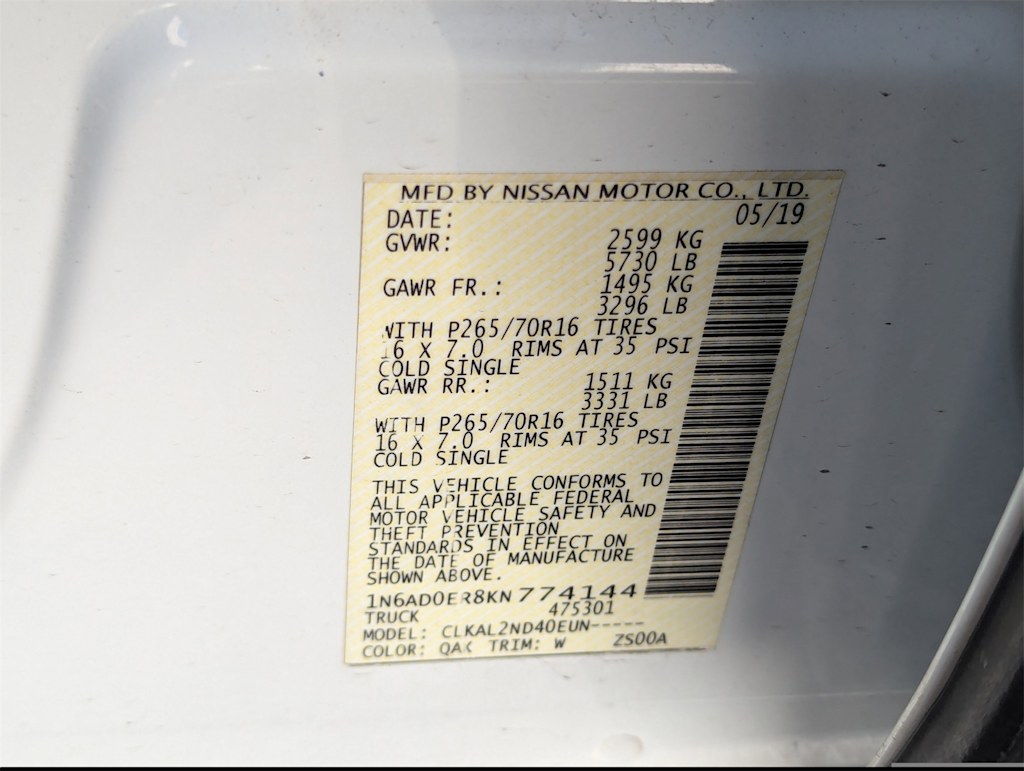 MFD BY NISSAN MOTOR CO., LTD.
DATE: 05/19
GVWR: 2599 KG
5730 LB
GAWR FR.: 1495 KG
3296 LB
WITH P265/70R16 TIRES
16 X 7.0 RIMS AT 35 PSI
COLD SINGLE
GAWR RR.: 1511 KG
3331 LB
WITH P265/70R16 TIRES
16 X 7.0 RIMS AT 35 PSI
COLD SINGLE
THIS VEHICLE CONFORMS TO
ALL APPLICABLE FEDERAL
MOTOR VEHICLE SAFETY AND
THEFT PREVENTION
STANDARDS IN EFFECT ON
THE DATE OF MANUFACTURE
SHOWN ABOVE.
1N6AD0ER8KN774144
TRUCK 475301
MODEL: CLKAL2ND40EUN-----
COLOR: QAK TRIM: W ZS00A